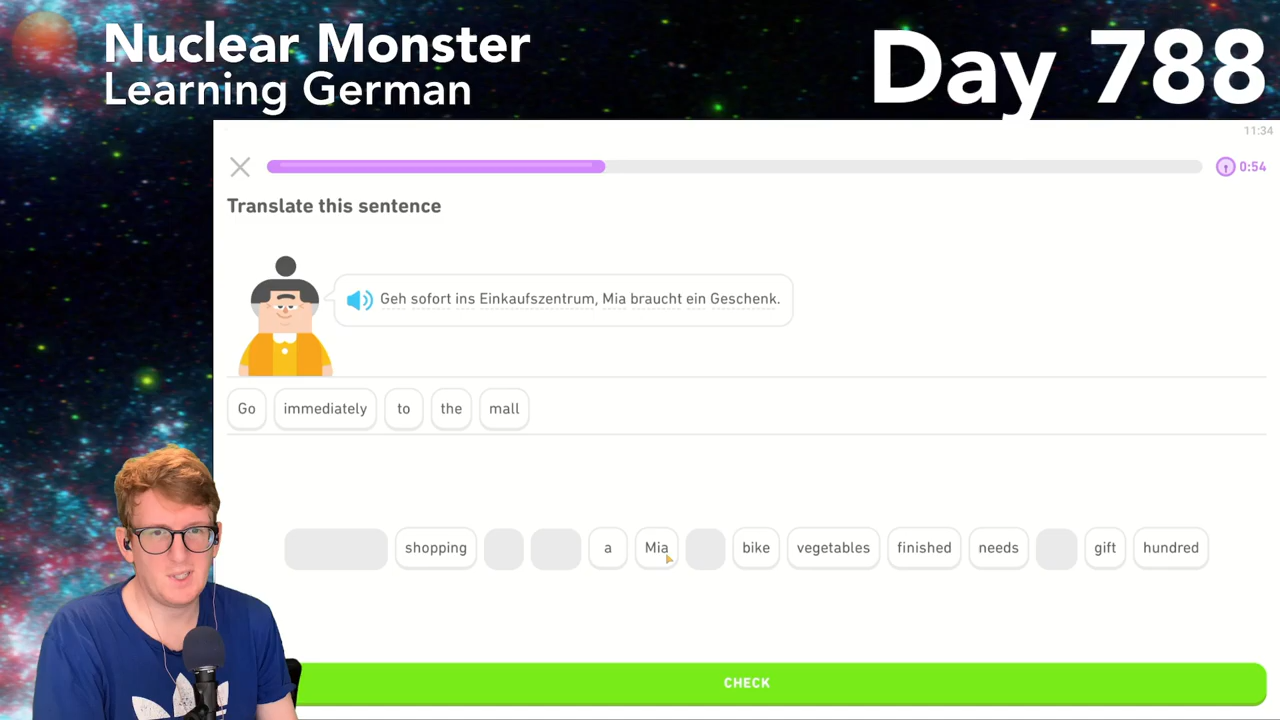 Nuclear Monster
Learning German
Day 788
11:34
0:54
Translate this sentence
Geh sofort ins Einkaufszentrum, Mia braucht ein Geschenk.
Go immediately to the mall
shopping a Mia bike vegetables finished needs gift hundred
CHECK